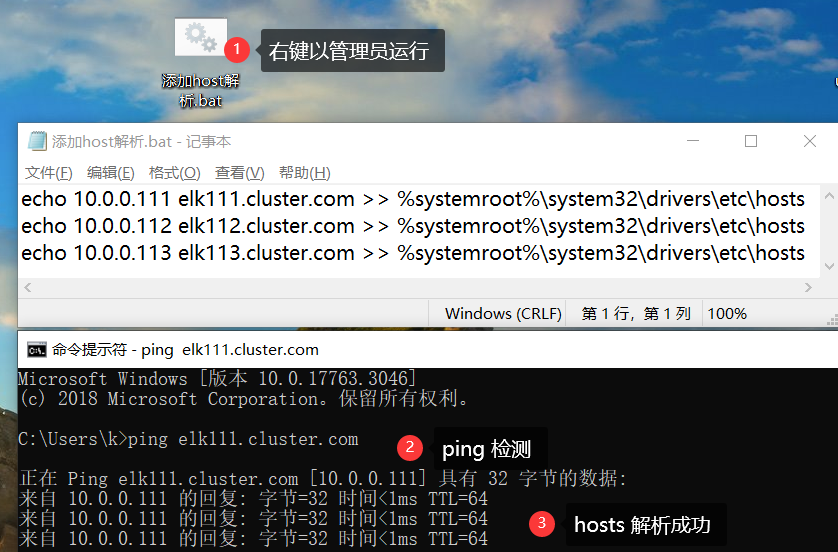 1 右键以管理员运行
添加host解
析.bat
添加host解析.bat - 记事本
文件(F) 编辑(E) 格式(O) 查看(V) 帮助(H)
echo 10.0.0.111 elk111.cluster.com >> %systemroot%\system32\drivers\etc\hosts
echo 10.0.0.112 elk112.cluster.com >> %systemroot%\system32\drivers\etc\hosts
echo 10.0.0.113 elk113.cluster.com >> %systemroot%\system32\drivers\etc\hosts
Windows (CRLF) 第 1 行，第 1 列 100%
命令提示符 - ping elk111.cluster.com
Microsoft Windows [版本 10.0.17763.3046]
(c) 2018 Microsoft Corporation。保留所有权利。
C:\Users\k>ping elk111.cluster.com
2 ping 检测
正在 Ping elk111.cluster.com [10.0.0.111] 具有 32 字节的数据:
来自 10.0.0.111 的回复: 字节=32 时间<1ms TTL=64
来自 10.0.0.111 的回复: 字节=32 时间<1ms TTL=64
3 hosts 解析成功
来自 10.0.0.111 的回复: 字节=32 时间<1ms TTL=64